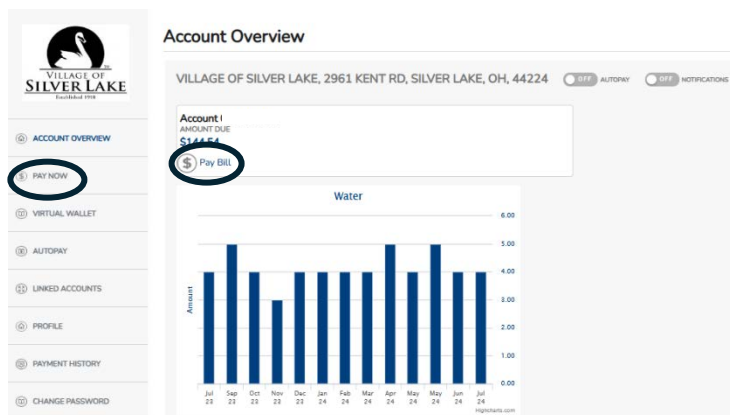 VILLAGE OF
SILVER LAKE
Established 1918
ACCOUNT OVERVIEW
PAY NOW
VIRTUAL WALLET
AUTOPAY
LINKED ACCOUNTS
PROFILE
PAYMENT HISTORY
CHANGE PASSWORD
Account Overview
VILLAGE OF SILVER LAKE, 2961 KENT RD, SILVER LAKE, OH, 44224 OFF AUTOPAY OFF NOTIFICATIONS
Account
AMOUNT DUE
$144.54
$ Pay Bill
Water
6.00
5.00
4.00
3.00
2.00
1.00
0.00
Amount
Jul 23 Sep 23 Oct 23 Nov 23 Dec 23 Jan 24 Feb 24 Mar 24 Apr 24 May 24 May 24 Jun 24 Jul 24
Highcharts.com